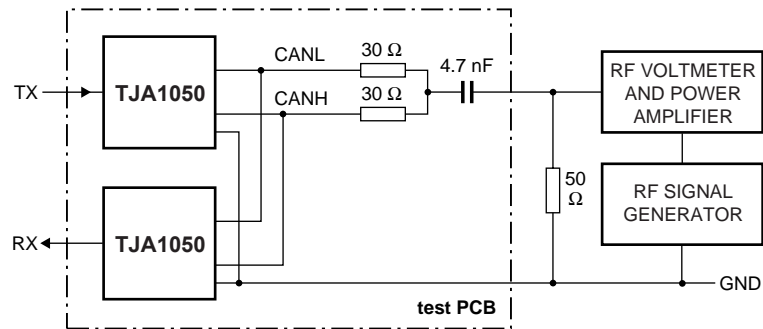 TX
TJA1050
CANL
30 Ω
CANH
30 Ω
4.7 nF
RF VOLTMETER
AND POWER
AMPLIFIER
50
Ω
RF SIGNAL
GENERATOR
RX
TJA1050
GND
test PCB